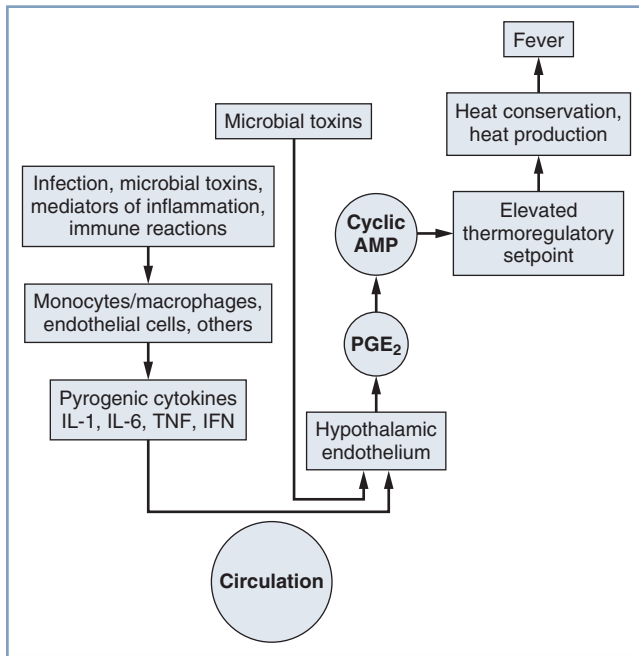 Fever
Heat conservation,
heat production
Microbial toxins
Infection, microbial toxins,
mediators of inflammation,
immune reactions
Cyclic
AMP
Elevated
thermoregulatory
setpoint
Monocytes/macrophages,
endothelial cells, others
PGE₂
Pyrogenic cytokines
IL-1, IL-6, TNF, IFN
Hypothalamic
endothelium
Circulation